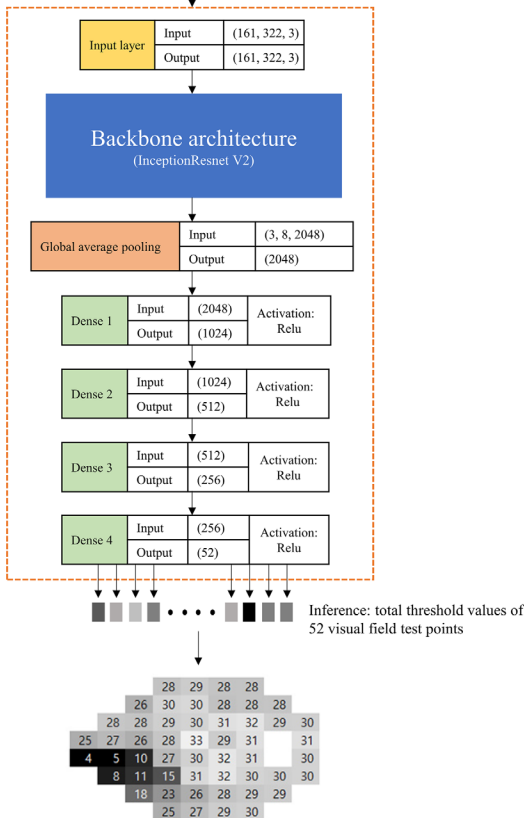 Input layer
Input (161, 322, 3)
Output (161, 322, 3)
Backbone architecture
(InceptionResnet V2)
Global average pooling
Input (3, 8, 2048)
Output (2048)
Dense 1
Input (2048)
Output (1024)
Activation:
Relu
Dense 2
Input (1024)
Output (512)
Activation:
Relu
Dense 3
Input (512)
Output (256)
Activation:
Relu
Dense 4
Input (256)
Output (52)
Activation:
Relu
Inference: total threshold values of
52 visual field test points
28 29 28 28
26 30 30 28 28 28
28 28 29 30 31 32 29 30
25 27 26 28 33 29 31 31
4 5 10 27 30 32 31 30
8 11 15 31 32 30 30 30
18 23 26 28 29 29
25 27 29 30